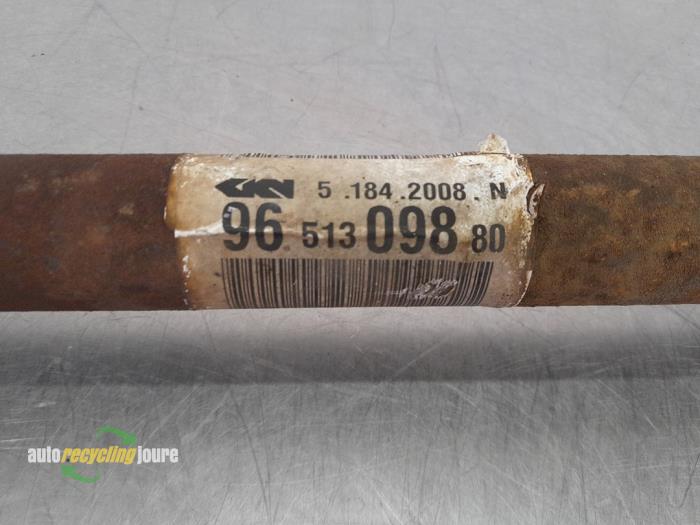 GKN 5 .184 .2008 . N
96 513 098 80
autorecyclingjoure